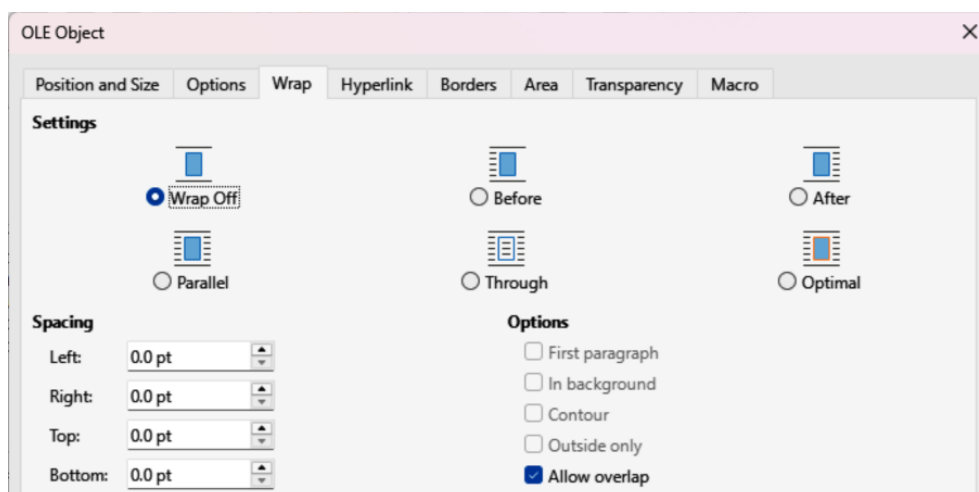 OLE Object
Position and Size Options Wrap Hyperlink Borders Area Transparency Macro
Settings
Wrap Off Before After
Parallel Through Optimal
Spacing Options
Left: 0.0 pt First paragraph
Right: 0.0 pt In background
Top: 0.0 pt Contour
Outside only
Bottom: 0.0 pt Allow overlap